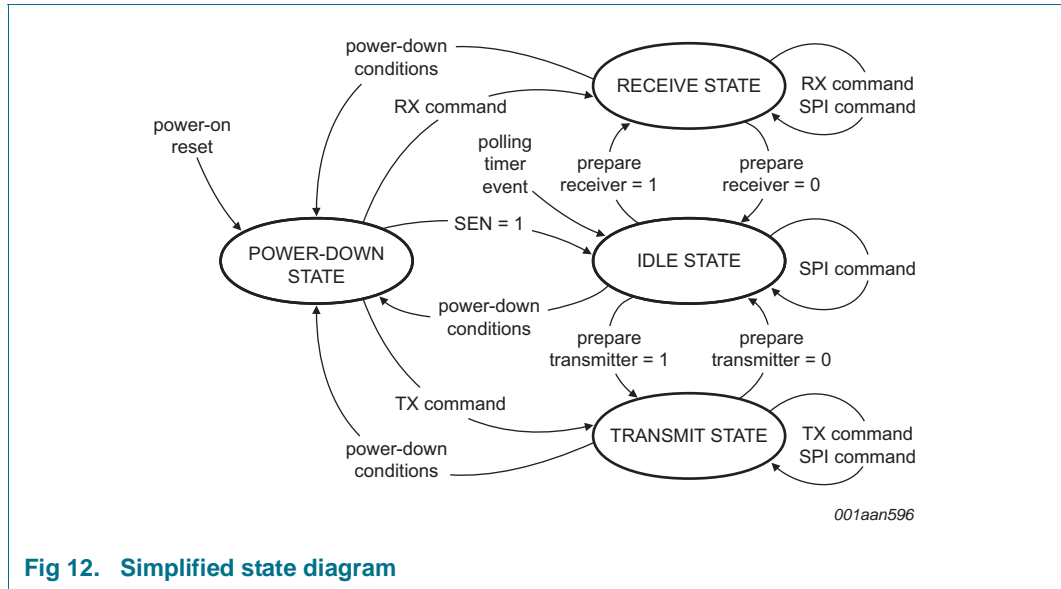 power-down
conditions
RECEIVE STATE
RX command
SPI command
RX command
power-on
reset
polling
timer
event
prepare
receiver = 1
prepare
receiver = 0
SEN = 1
POWER-DOWN
STATE
IDLE STATE
SPI command
power-down
conditions
prepare
transmitter = 1
prepare
transmitter = 0
TX command
TRANSMIT STATE
TX command
SPI command
power-down
conditions
001aan596
Fig 12. Simplified state diagram